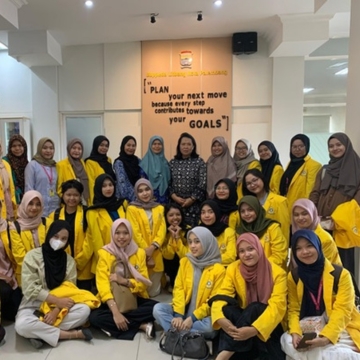 ["PLAN
your next move
because every step
contributes towards
your GOALS"]